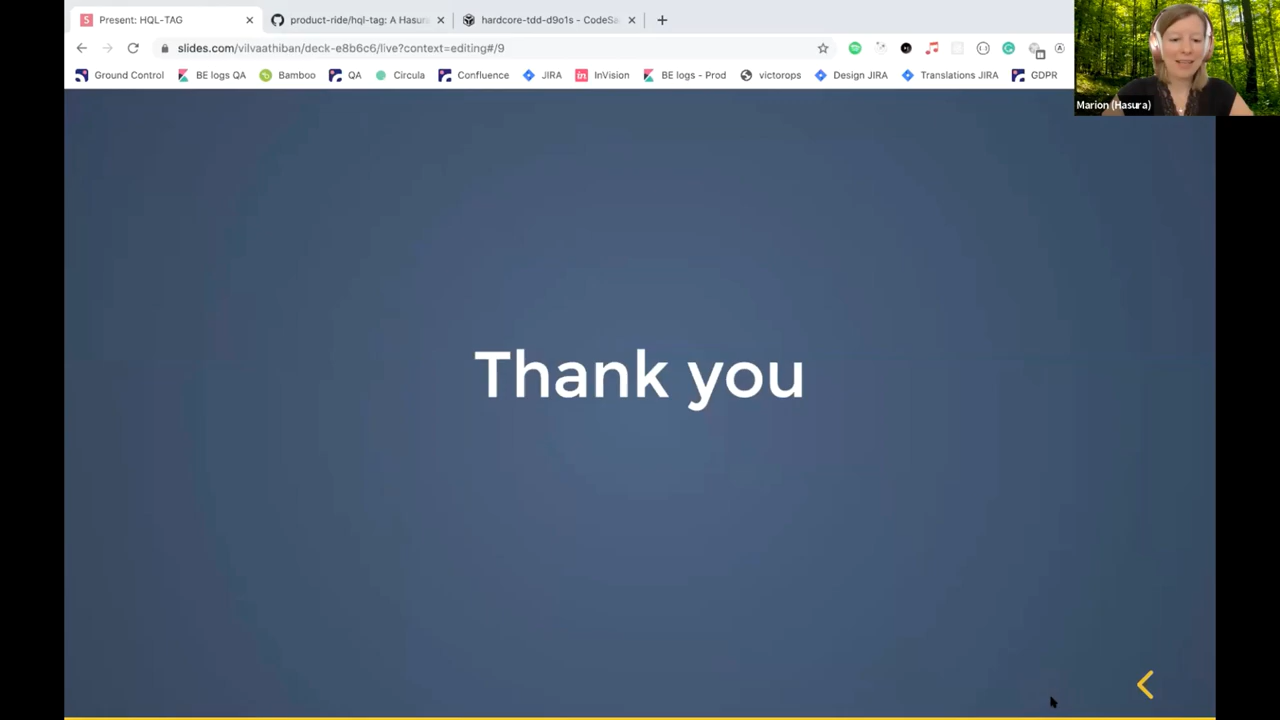 Present: HQL-TAG
product-ride/hql-tag: A Hasura
hardcore-tdd-d9o1s - CodeSa
slides.com/vilvaathiban/deck-e8b6c6/live?context=editing#/9
Ground Control
BE logs QA
Bamboo
QA
Circula
Confluence
JIRA
InVision
BE logs - Prod
victorops
Design JIRA
Translations JIRA
GDPR
Marion (Hasura)
Thank you